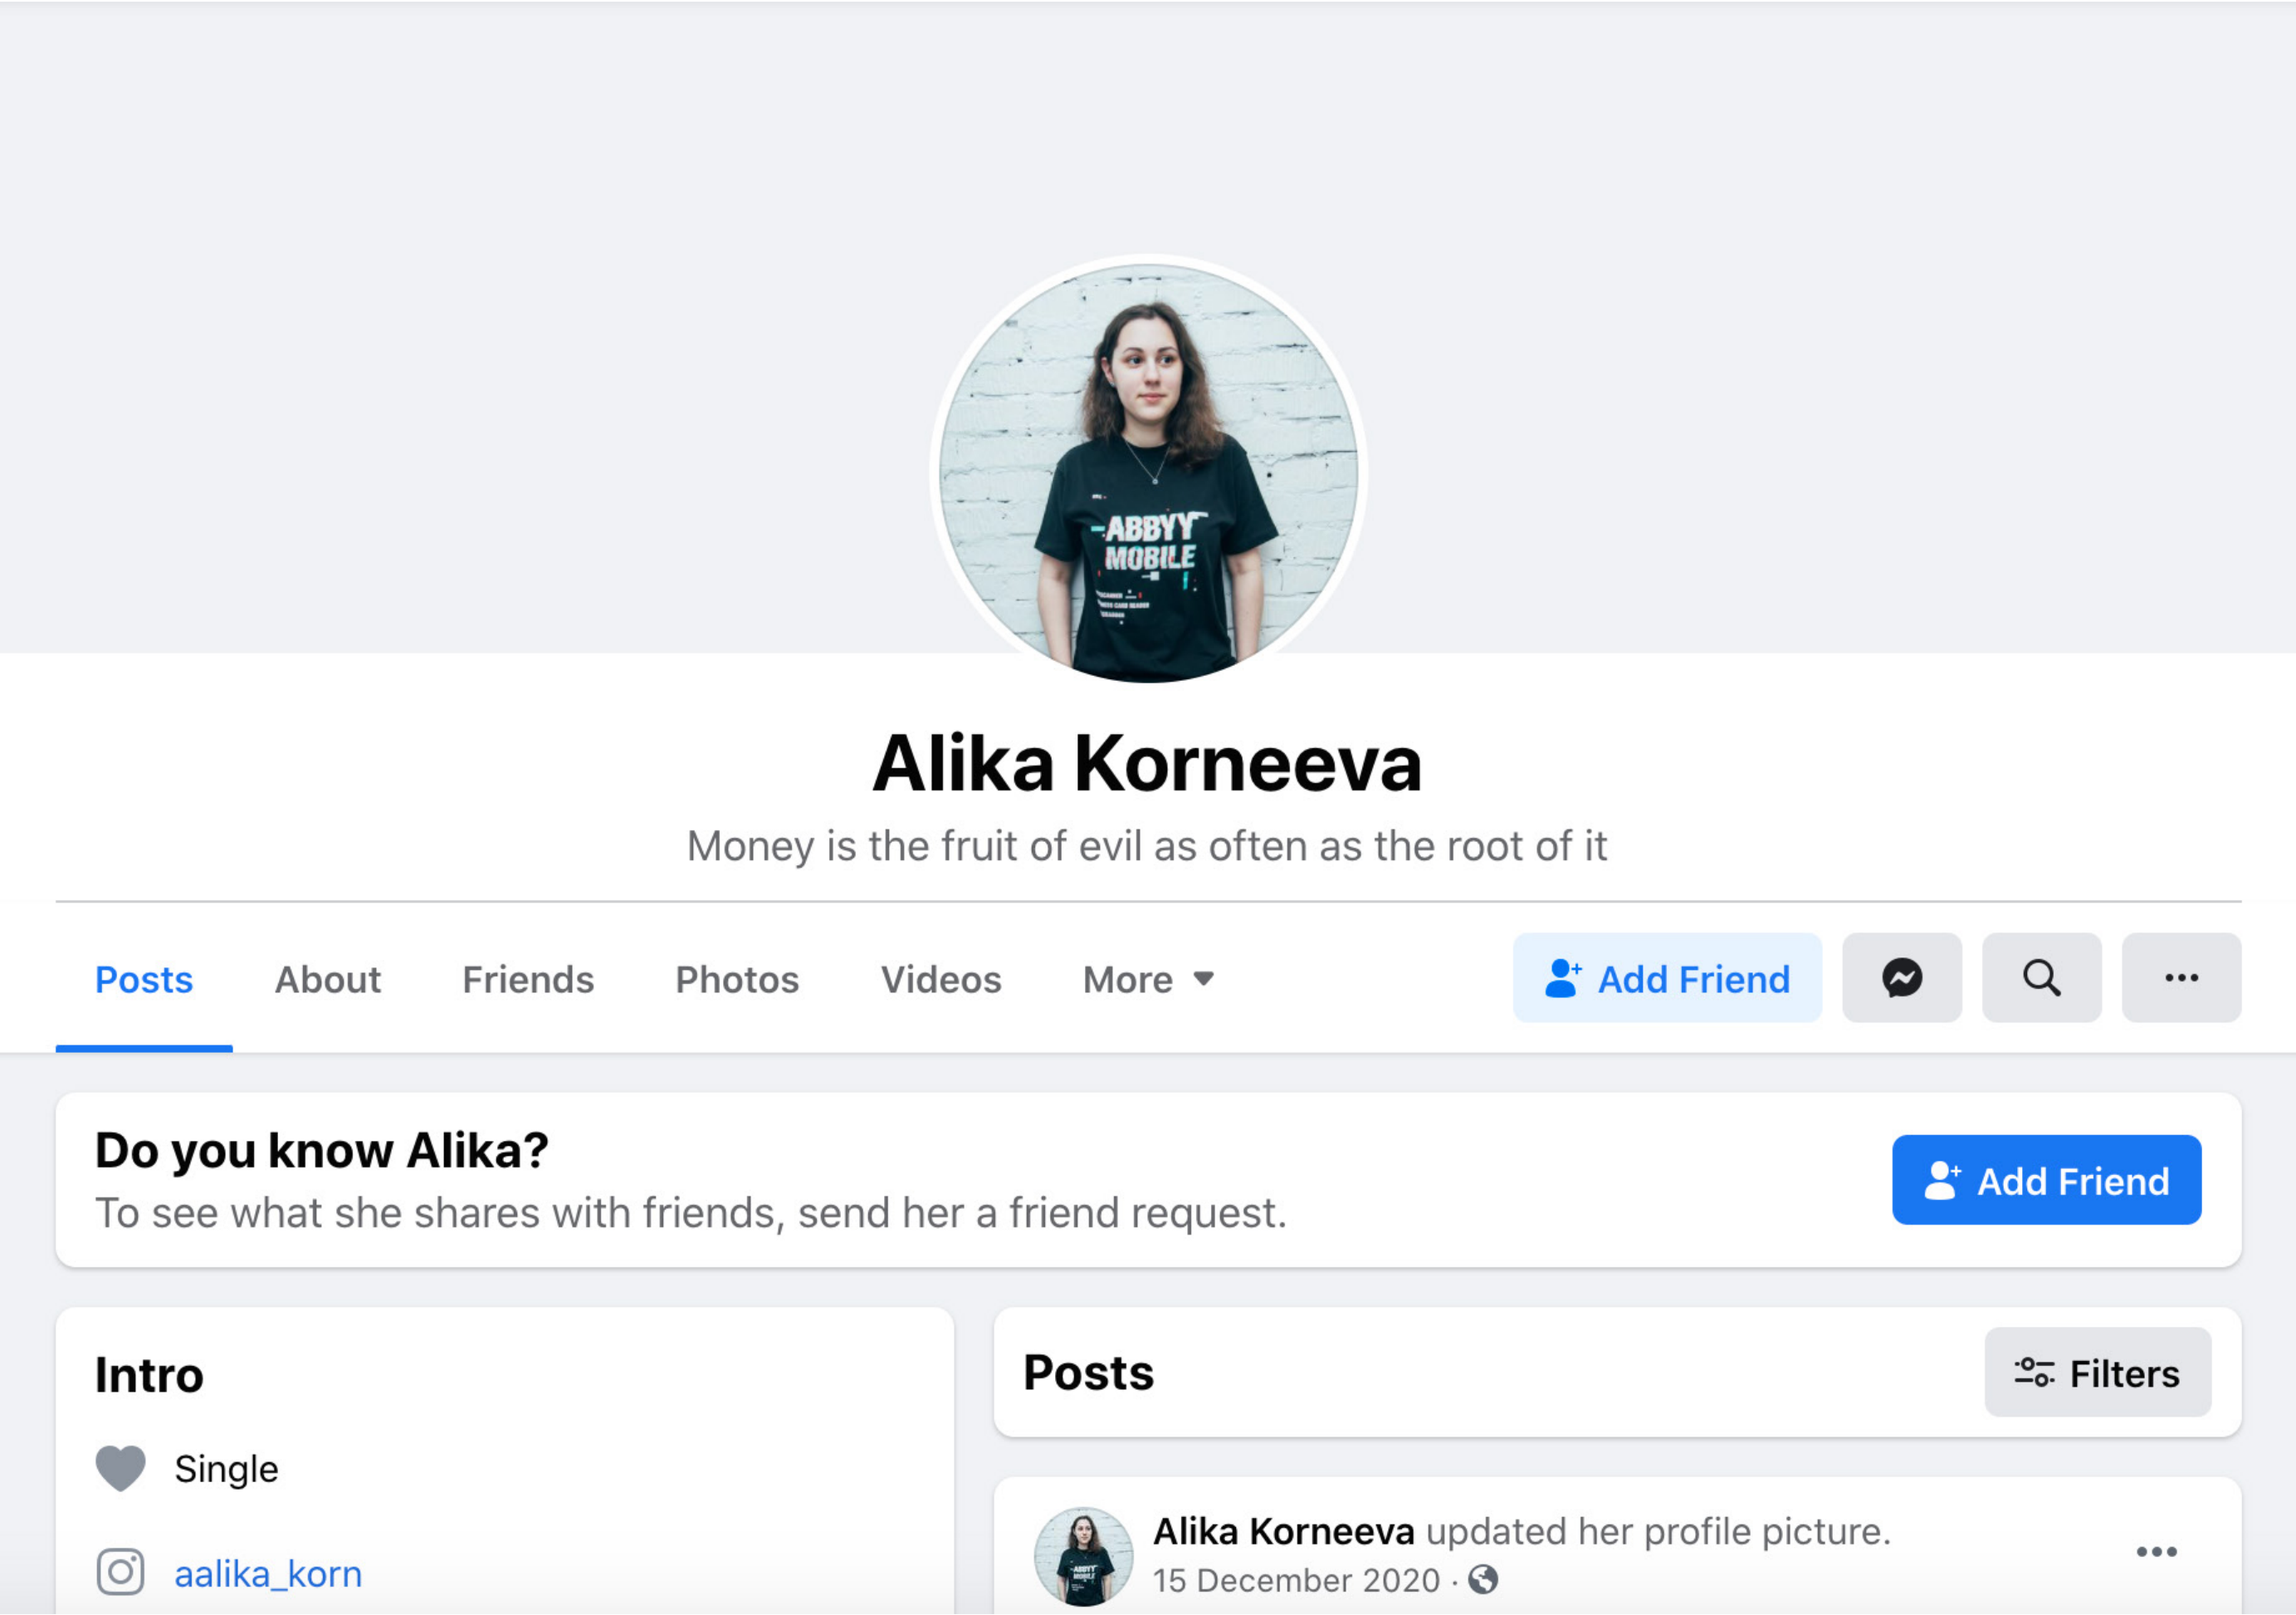 ABBYY
MOBILE
Alika Korneeva
Money is the fruit of evil as often as the root of it
Posts
About
Friends
Photos
Videos
More
Add Friend
Do you know Alika?
To see what she shares with friends, send her a friend request.
Add Friend
Intro
Single
aalika_korn
Posts
Filters
Alika Korneeva updated her profile picture.
15 December 2020 ·
ABBYY
MOBILE